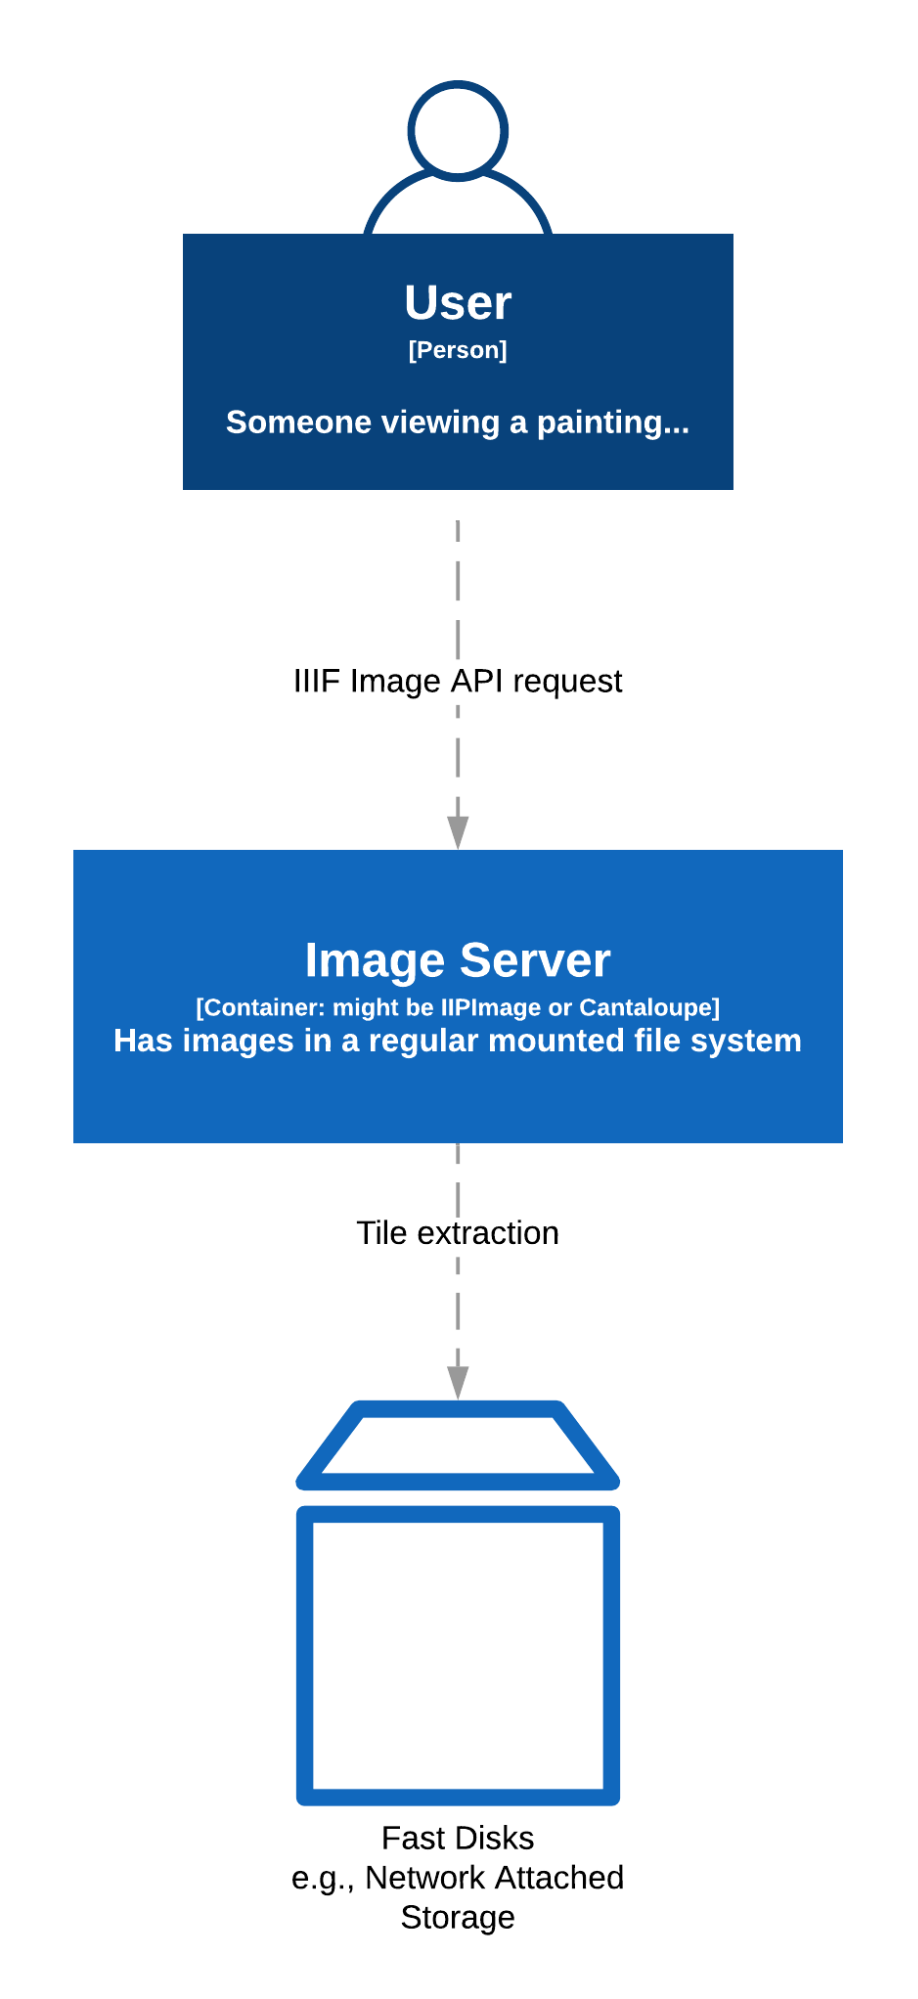 User
[Person]
Someone viewing a painting...
IIIF Image API request
Image Server
[Container: might be IIPImage or Cantaloupe]
Has images in a regular mounted file system
Tile extraction
Fast Disks
e.g., Network Attached
Storage